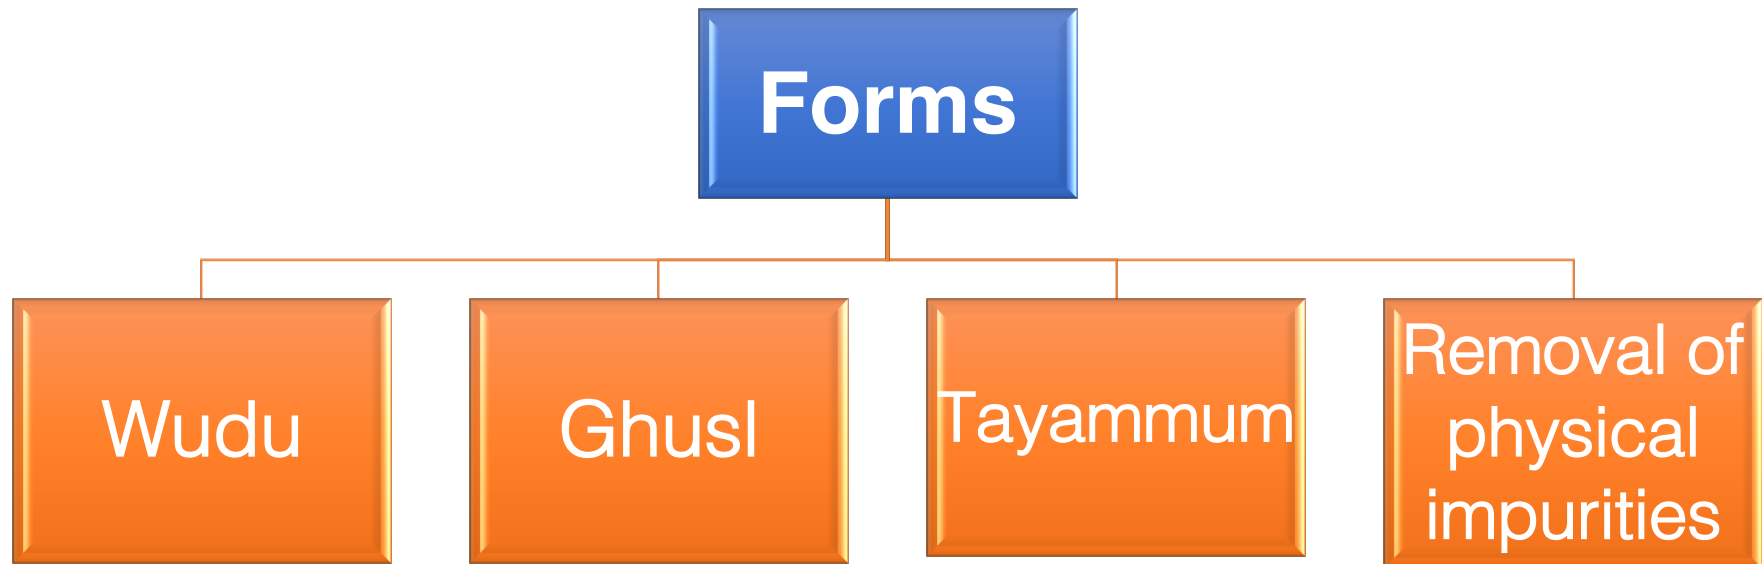 Forms
Wudu
Ghusl
Tayammum
Removal of
physical
impurities